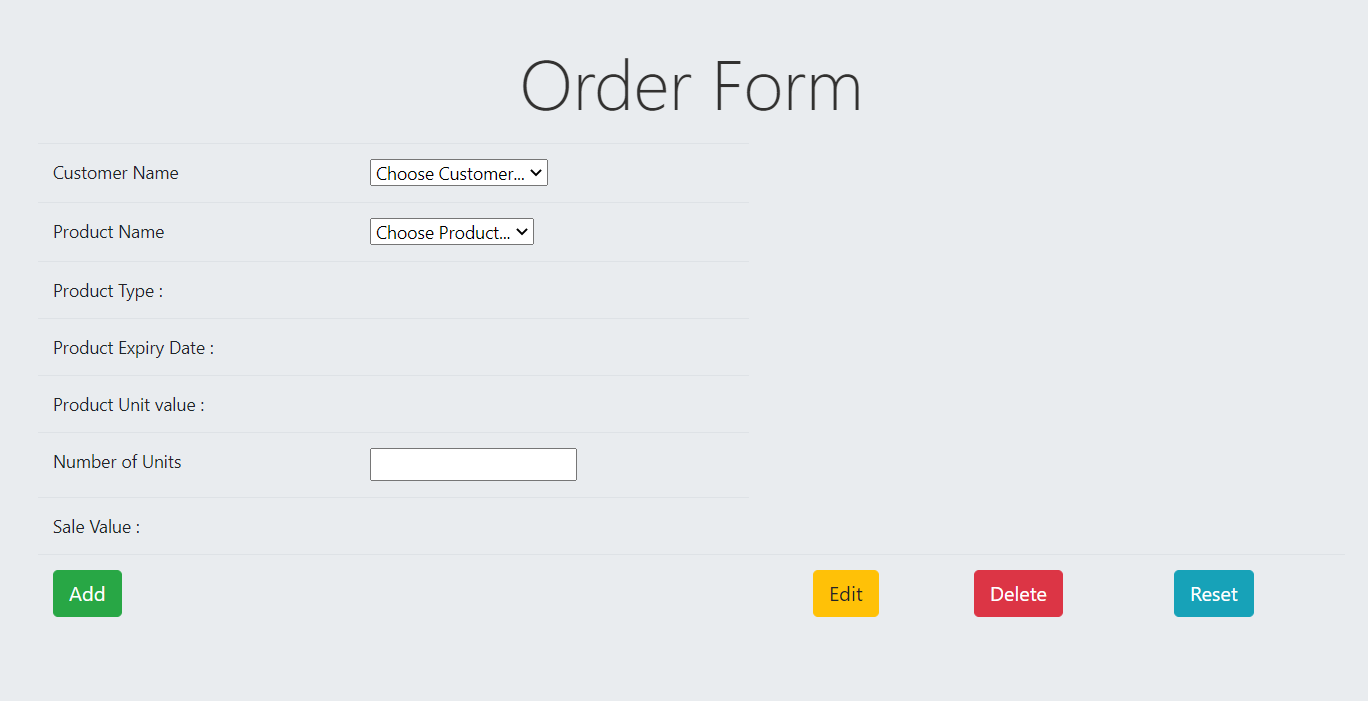 Order Form
Customer Name Choose Customer...
Product Name Choose Product...
Product Type :
Product Expiry Date :
Product Unit value :
Number of Units
Sale Value :
Add Edit Delete Reset